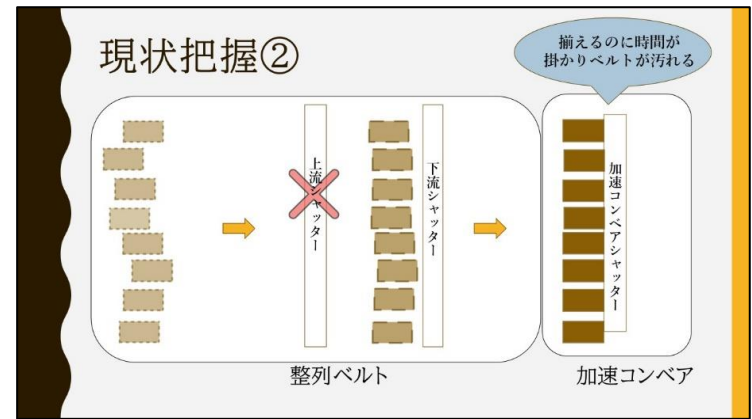 現状把握②
揃えるのに時間が
掛かりベルトが汚れる
上流シャッター
下流シャッター
加速コンベアシャッター
整列ベルト
加速コンベア